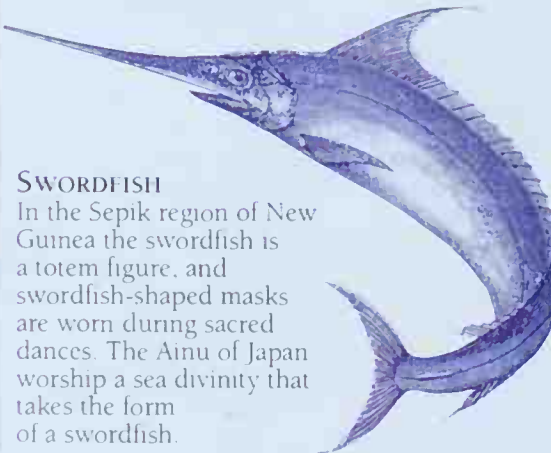 SWORDFISH
In the Sepik region of New
Guinea the swordfish is
a totem figure, and
swordfish-shaped masks
are worn during sacred
dances. The Ainu of Japan
worship a sea divinity that
takes the form
of a swordfish.